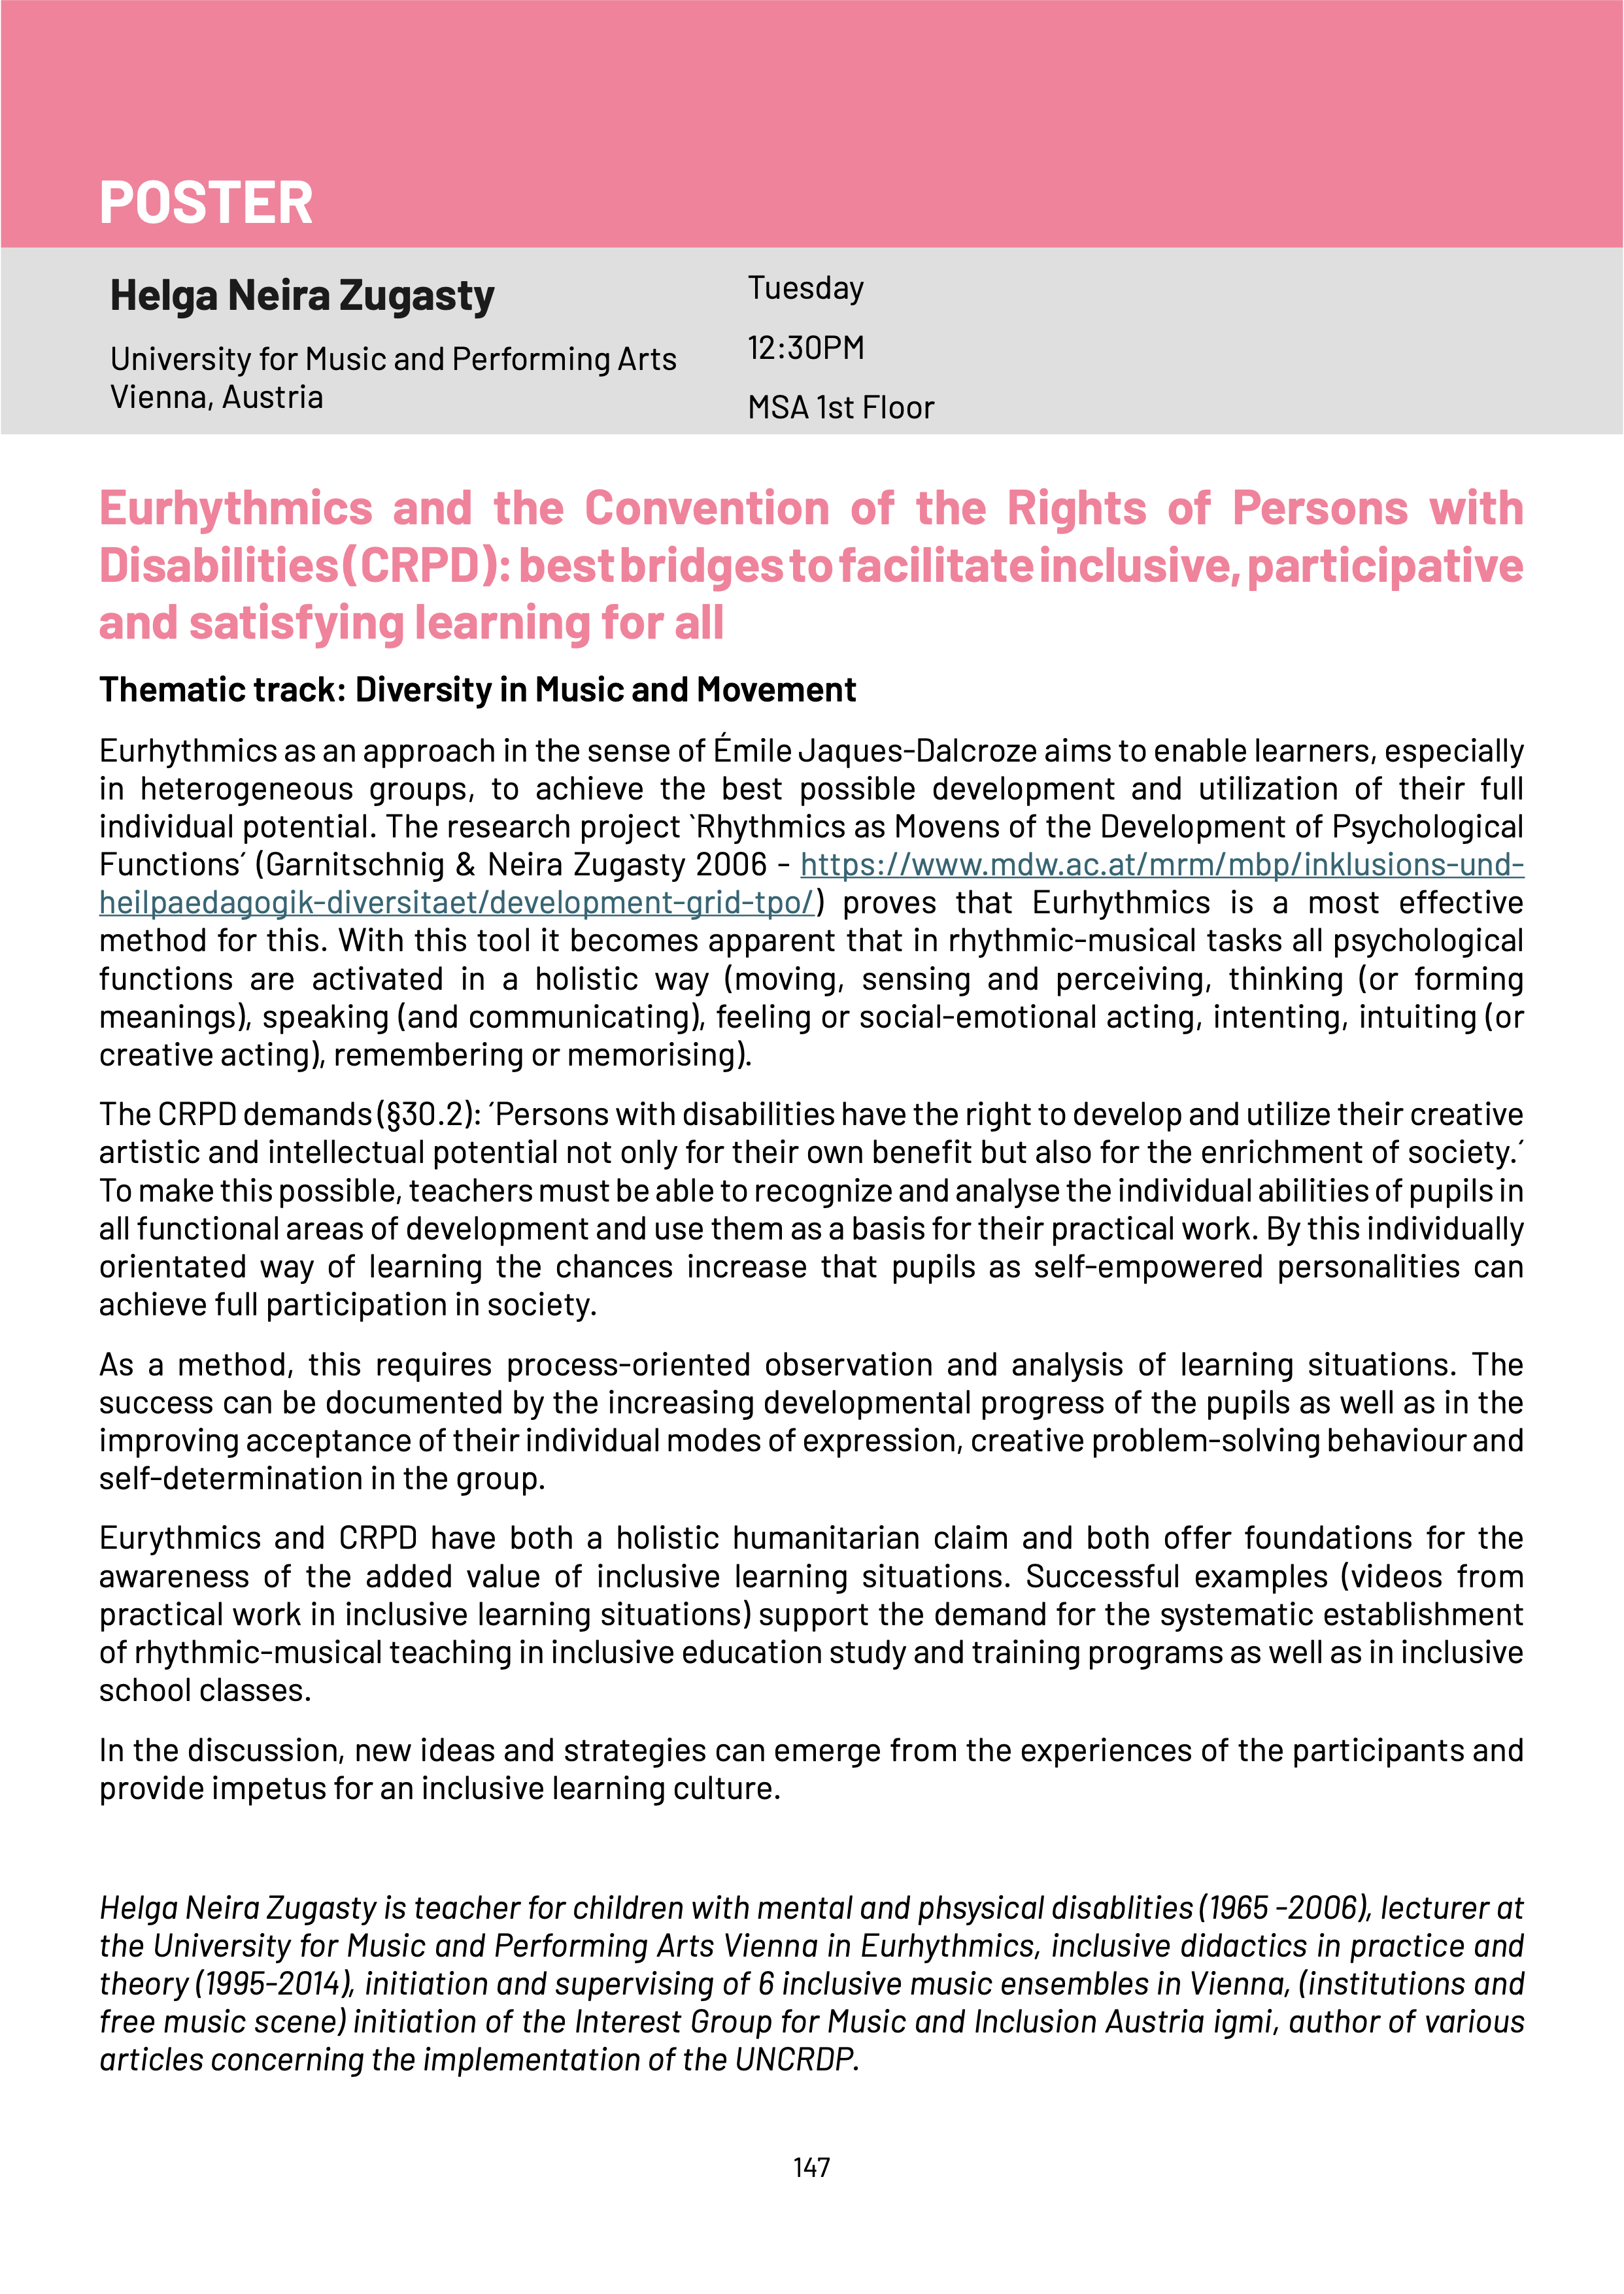 POSTER
Helga Neira Zugasty
University for Music and Performing Arts
Vienna, Austria
Tuesday
12:30PM
MSA 1st Floor
Eurhythmics and the Convention of the Rights of Persons with
Disabilities (CRPD): best bridges to facilitate inclusive, participative
and satisfying learning for all
Thematic track: Diversity in Music and Movement
Eurhythmics as an approach in the sense of Émile Jaques-Dalcroze aims to enable learners, especially
in heterogeneous groups, to achieve the best possible development and utilization of their full
individual potential. The research project `Rhythmics as Movens of the Development of Psychological
Functions´ (Garnitschnig & Neira Zugasty 2006 - https://www.mdw.ac.at/mrm/mbp/inklusions-und-
heilpaedagogik-diversitaet/development-grid-tpo/) proves that Eurhythmics is a most effective
method for this. With this tool it becomes apparent that in rhythmic-musical tasks all psychological
functions are activated in a holistic way (moving, sensing and perceiving, thinking (or forming
meanings), speaking (and communicating), feeling or social-emotional acting, intenting, intuiting (or
creative acting), remembering or memorising).
The CRPD demands (§30.2): ´Persons with disabilities have the right to develop and utilize their creative
artistic and intellectual potential not only for their own benefit but also for the enrichment of society.´
To make this possible, teachers must be able to recognize and analyse the individual abilities of pupils in
all functional areas of development and use them as a basis for their practical work. By this individually
orientated way of learning the chances increase that pupils as self-empowered personalities can
achieve full participation in society.
As a method, this requires process-oriented observation and analysis of learning situations. The
success can be documented by the increasing developmental progress of the pupils as well as in the
improving acceptance of their individual modes of expression, creative problem-solving behaviour and
self-determination in the group.
Eurythmics and CRPD have both a holistic humanitarian claim and both offer foundations for the
awareness of the added value of inclusive learning situations. Successful examples (videos from
practical work in inclusive learning situations) support the demand for the systematic establishment
of rhythmic-musical teaching in inclusive education study and training programs as well as in inclusive
school classes.
In the discussion, new ideas and strategies can emerge from the experiences of the participants and
provide impetus for an inclusive learning culture.
Helga Neira Zugasty is teacher for children with mental and phsysical disablities (1965 -2006), lecturer at
the University for Music and Performing Arts Vienna in Eurhythmics, inclusive didactics in practice and
theory (1995-2014), initiation and supervising of 6 inclusive music ensembles in Vienna, (institutions and
free music scene) initiation of the Interest Group for Music and Inclusion Austria igmi, author of various
articles concerning the implementation of the UNCRDP.
147